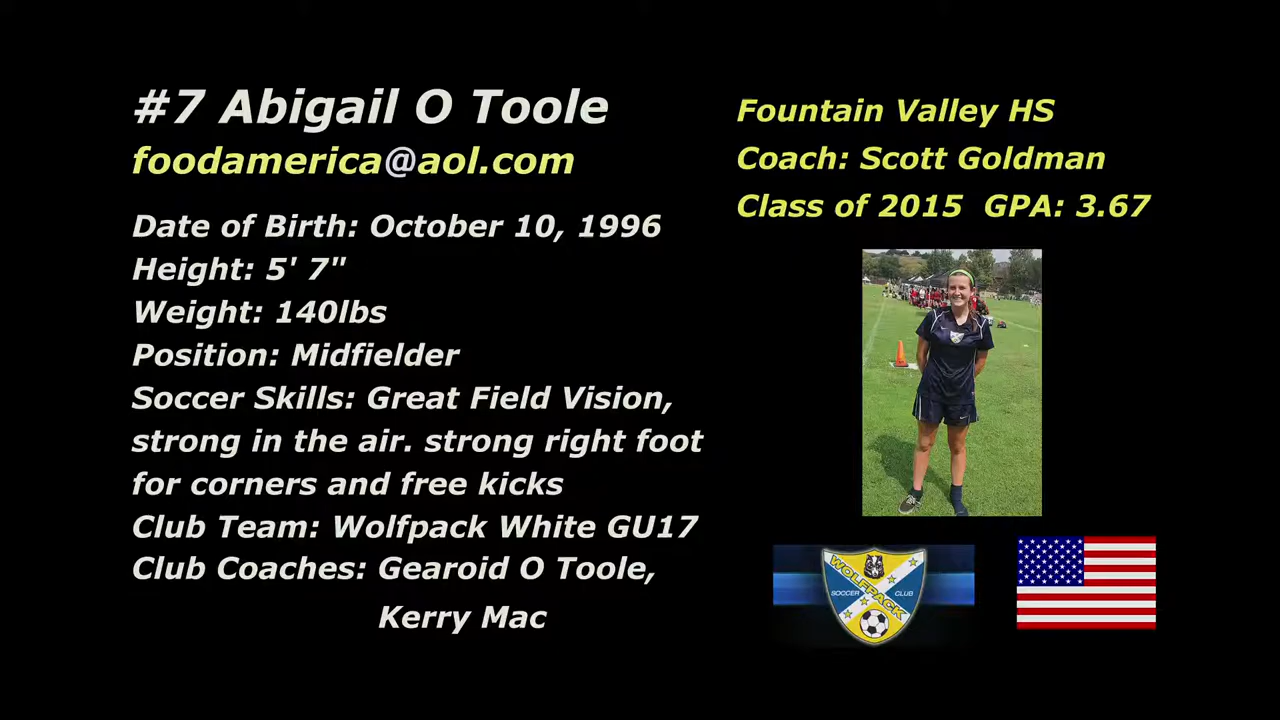 #7 Abigail O Toole
foodamerica@aol.com
Date of Birth: October 10, 1996
Height: 5' 7"
Weight: 140lbs
Position: Midfielder
Soccer Skills: Great Field Vision,
strong in the air. strong right foot
for corners and free kicks
Club Team: Wolfpack White GU17
Club Coaches: Gearoid O Toole,
Kerry Mac
Fountain Valley HS
Coach: Scott Goldman
Class of 2015 GPA: 3.67
WOLFPACK
SOCCER CLUB